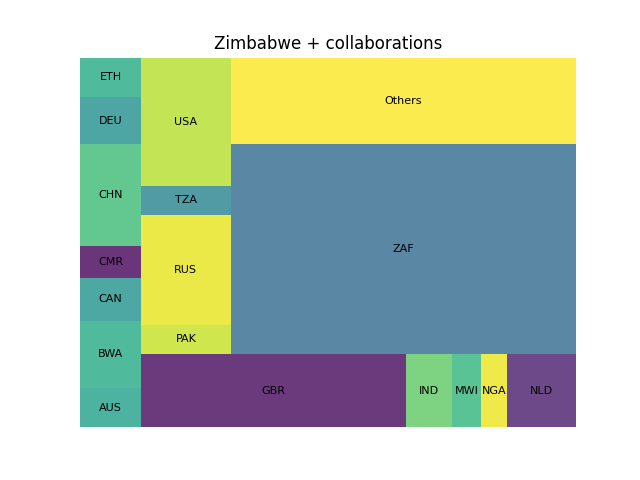 Zimbabwe + collaborations
ETH
DEU
CHN
CMR
CAN
BWA
AUS
USA
TZA
RUS
PAK
Others
ZAF
GBR
IND
MWI
NGA
NLD